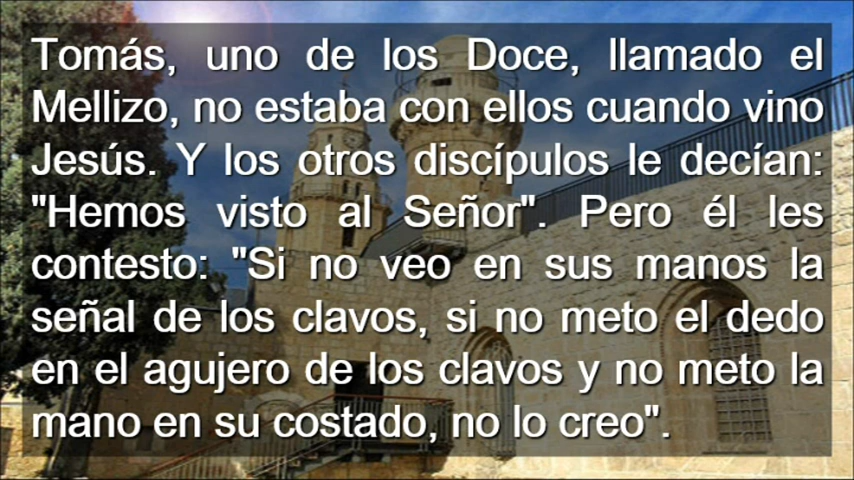 Tomás, uno de los Doce, llamado el
Mellizo, no estaba con ellos cuando vino
Jesús. Y los otros discípulos le decían:
"Hemos visto al Señor". Pero él les
contesto: "Si no veo en sus manos la
señal de los clavos, si no meto el dedo
en el agujero de los clavos y no meto la
mano en su costado, no lo creo".